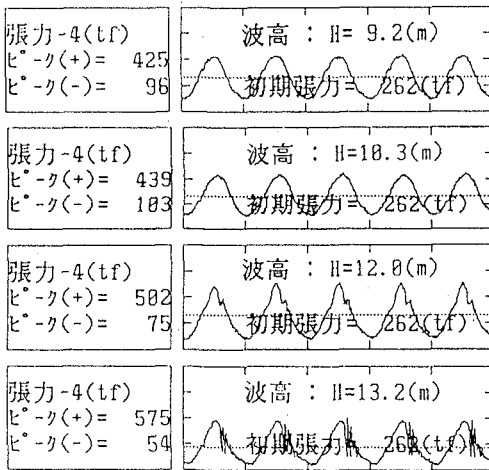 張力-4(tf)
ピーク(+)= 425
ピーク(-)= 96
波高 : H= 9.2(m)
初期張力= 262(tf)
張力-4(tf)
ピーク(+)= 439
ピーク(-)= 103
波高 : H=10.3(m)
初期張力= 262(tf)
張力-4(tf)
ピーク(+)= 502
ピーク(-)= 75
波高 : H=12.0(m)
初期張力= 262(tf)
張力-4(tf)
ピーク(+)= 575
ピーク(-)= 54
波高 : H=13.2(m)
初期張力= 262(tf)